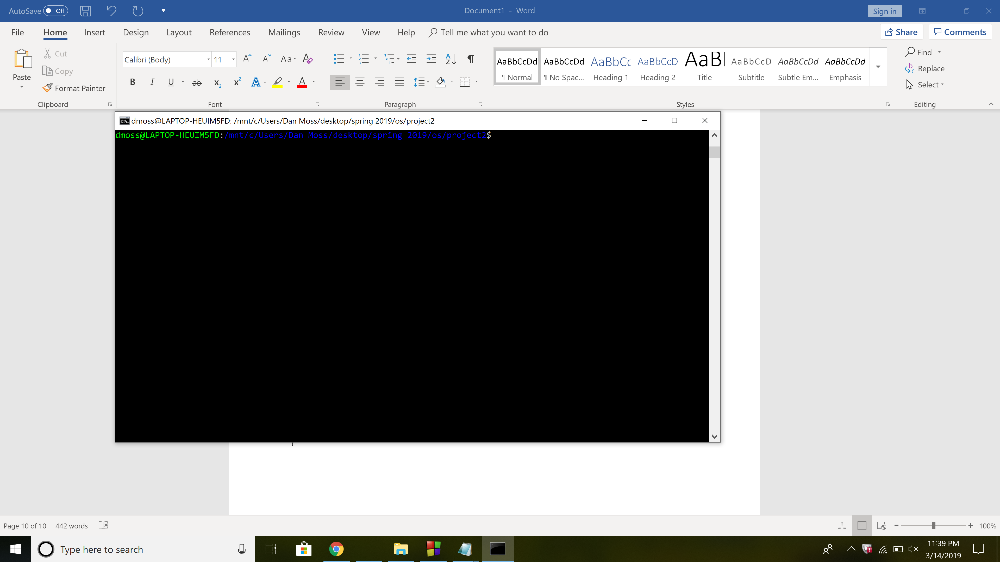 AutoSave Off
Document1 - Word
Sign in
File Home Insert Design Layout References Mailings Review View Help Tell me what you want to do
Share Comments
Paste
Cut
Copy
Format Painter
Clipboard
Calibri (Body) 11
Aa
B I U ab x2 x2 A A
Font
Paragraph
AaBbCcDd AaBbCcDd AaBbCc AaBbCcD AaB AaBbCcD AaBbCcDd AaBbCcDd
¶ Normal ¶ No Spac... Heading 1 Heading 2 Title Subtitle Subtle Em... Emphasis
Styles
Find
Replace
Select
Editing
dmoss@LAPTOP-HEUIM5FD: /mnt/c/Users/Dan Moss/desktop/spring 2019/os/project2
dmoss@LAPTOP-HEUIM5FD:/mnt/c/Users/Dan Moss/desktop/spring 2019/os/project2$
Page 10 of 10 442 words
100%
Type here to search
11:39 PM
3/14/2019